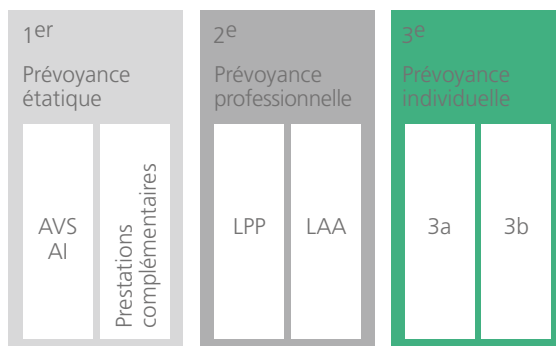 1er
Prévoyance
étatique
AVS
AI
Prestations
complémentaires
2e
Prévoyance
professionnelle
LPP
LAA
3e
Prévoyance
individuelle
3a
3b